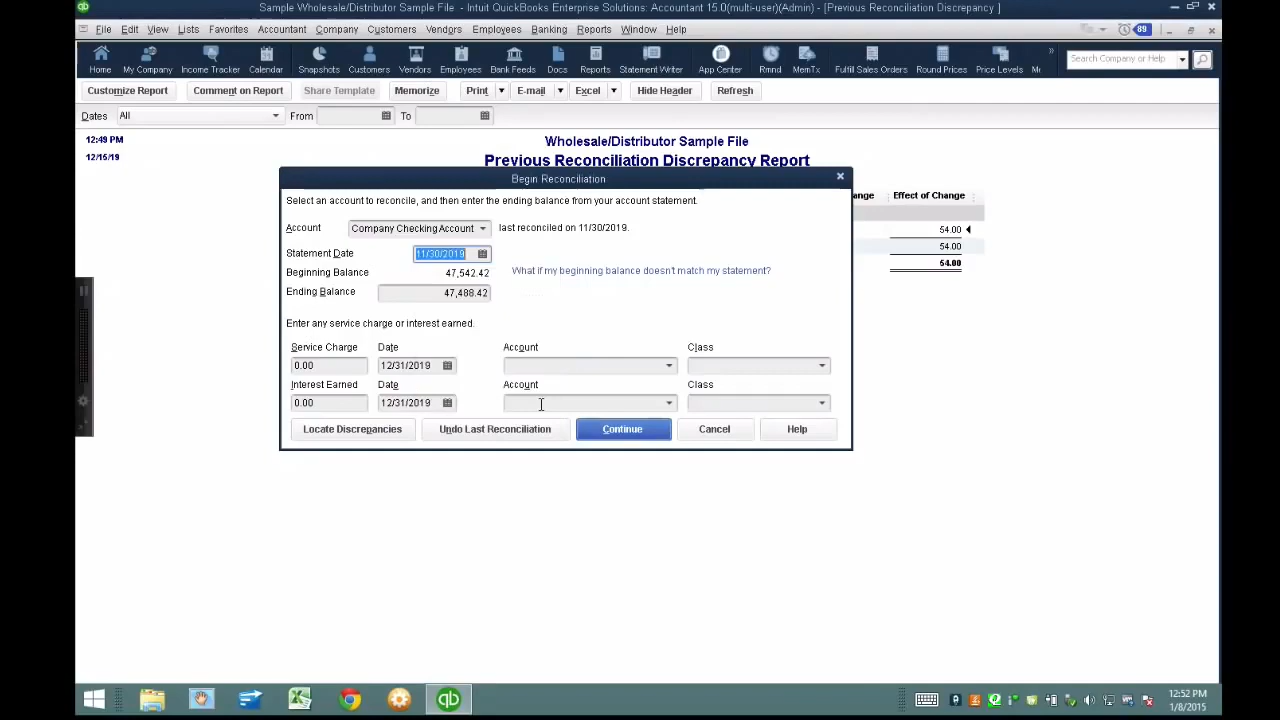 Sample Wholesale/Distributor Sample File - Intuit QuickBooks Enterprise Solutions: Accountant 15.0(multi-user)(Admin) - [Previous Reconciliation Discrepancy Report ]
File Edit View Lists Favorites Accountant Company Customers Vendors Employees Banking Reports Window Help 89
Home My Company Income Tracker Calendar Snapshots Customers Vendors Employees Bank Feeds Docs Reports Statement Writer App Center Rmnd MemTx Fulfill Sales Orders Round Prices Price Levels Mc » Search Company or Help
Customize Report Comment on Report Share Template Memorize Print E-mail Excel Hide Header Refresh
Dates All From To
12:49 PM Wholesale/Distributor Sample File
12/15/19 Previous Reconciliation Discrepancy Report
Begin Reconciliation
ange Effect of Change
Select an account to reconcile, and then enter the ending balance from your account statement.
Account Company Checking Account last reconciled on 11/30/2019. 54.00
Statement Date 11/30/2019 54.00
Beginning Balance 47,542.42 What if my beginning balance doesn't match my statement? 54.00
Ending Balance 47,488.42
Enter any service charge or interest earned.
Service Charge Date Account Class
0.00 12/31/2019
Interest Earned Date Account Class
0.00 12/31/2019
Locate Discrepancies Undo Last Reconciliation Continue Cancel Help
qb
12:52 PM
1/8/2015